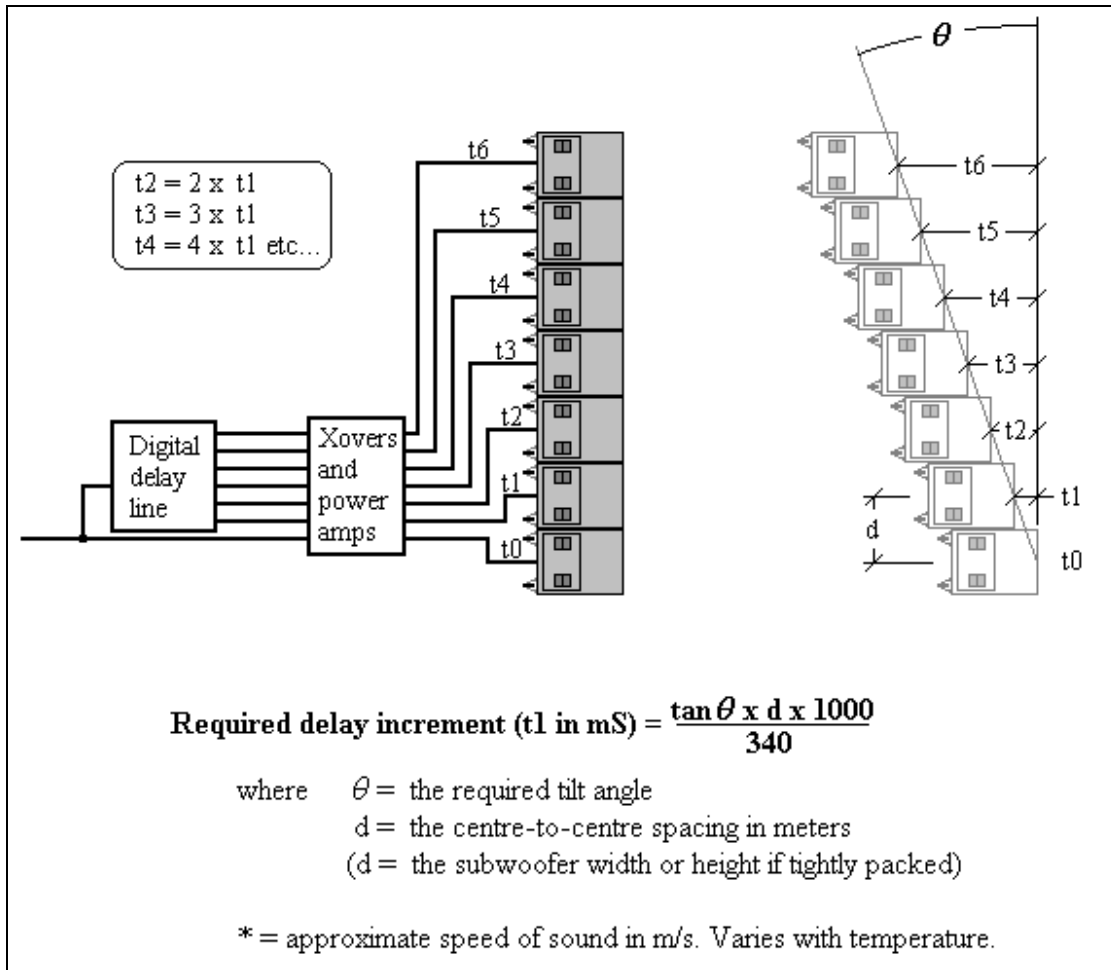 θ
t2 = 2 x t1
t3 = 3 x t1
t4 = 4 x t1 etc...
t6
t5
t4
t3
t2
t1
t0
Digital
delay
line
Xovers
and
power
amps
t6
t5
t4
t3
t2
t1
d
t0
Required delay increment (t1 in mS) = tan θ x d x 1000
340
where θ = the required tilt angle
d = the centre-to-centre spacing in meters
(d = the subwoofer width or height if tightly packed)
* = approximate speed of sound in m/s. Varies with temperature.